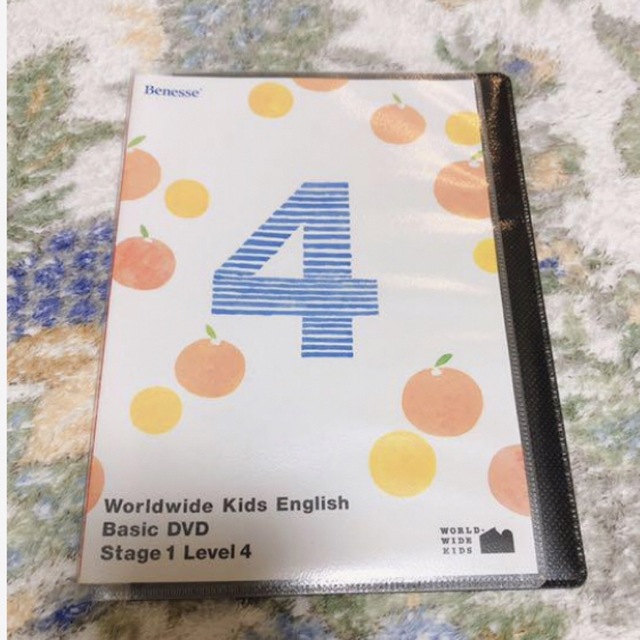 Benesse®
4
Worldwide Kids English
Basic DVD
Stage 1 Level 4
WORLD-
WIDE
KIDS